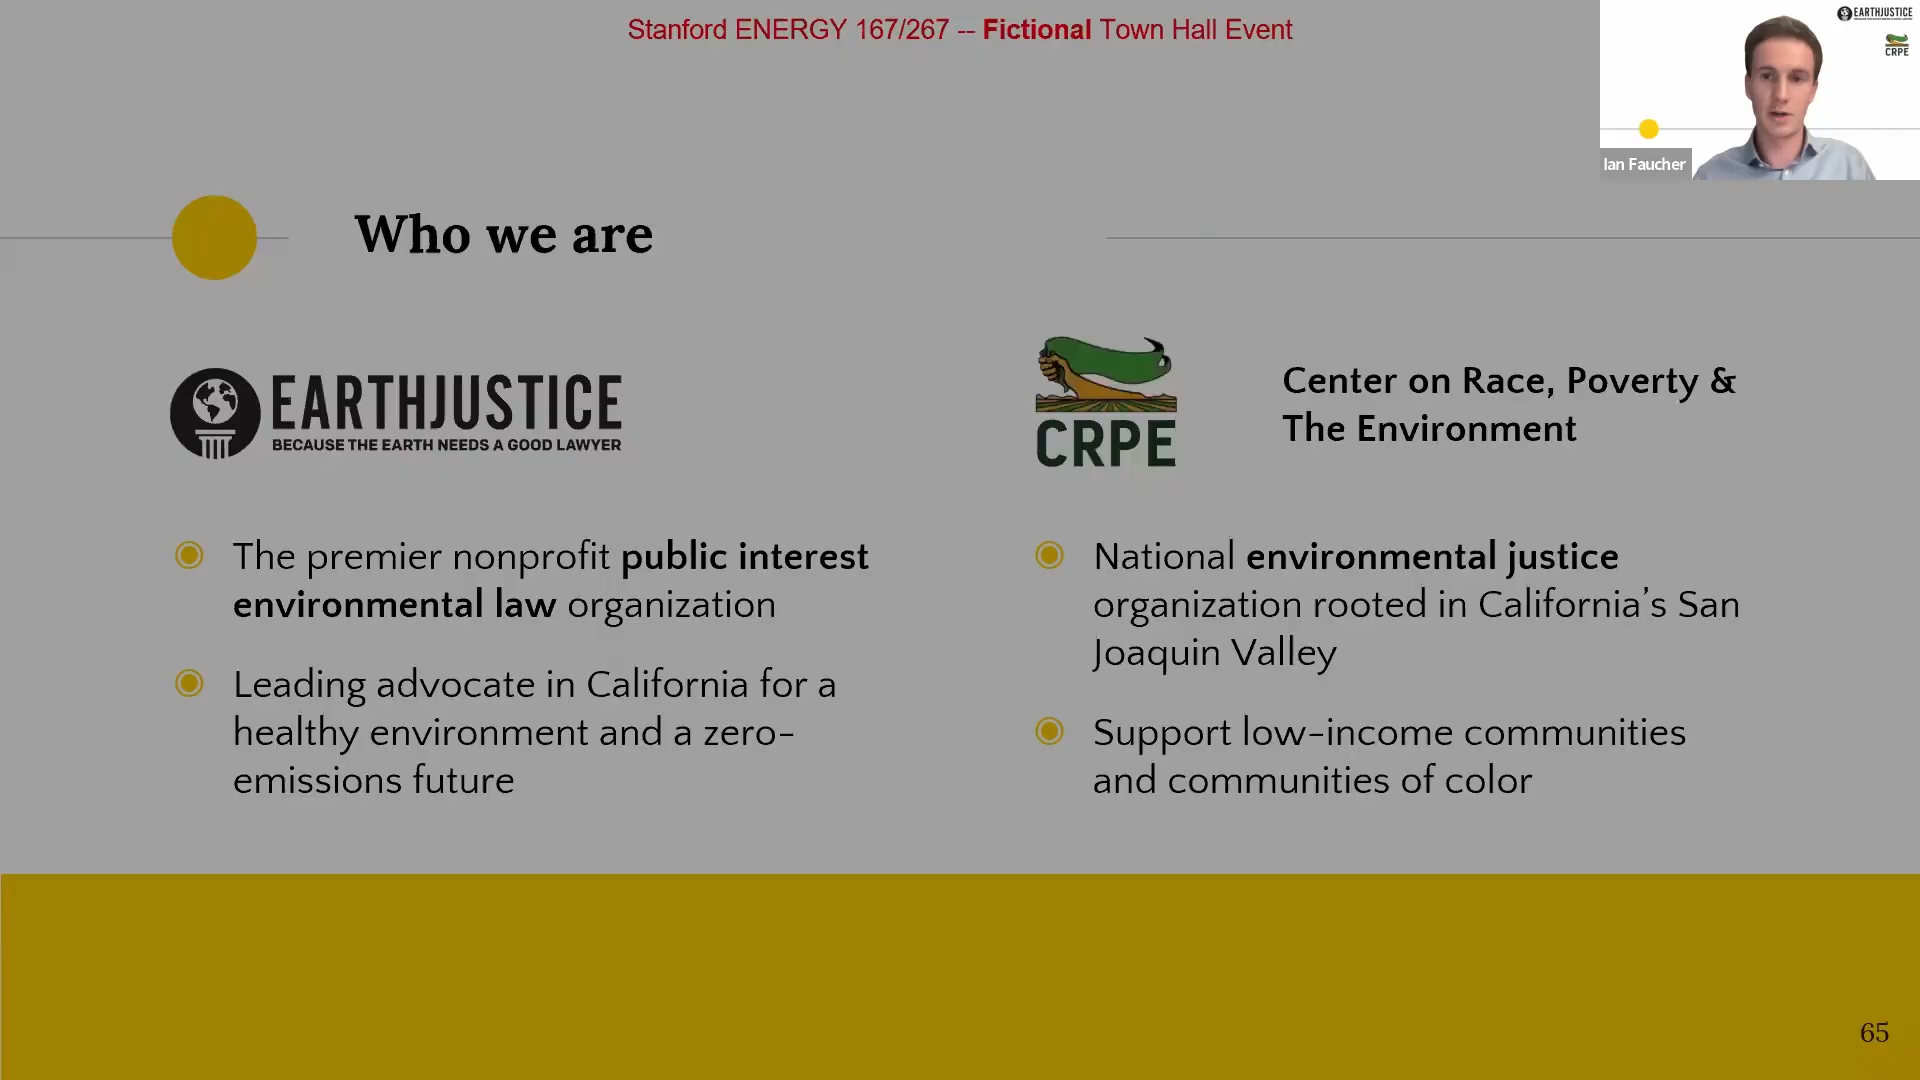 Stanford ENERGY 167/267 -- Fictional Town Hall Event
EARTHJUSTICE
CRPE
Ian Faucher
Who we are
EARTHJUSTICE
BECAUSE THE EARTH NEEDS A GOOD LAWYER
The premier nonprofit public interest
environmental law organization
Leading advocate in California for a
healthy environment and a zero-
emissions future
CRPE
Center on Race, Poverty &
The Environment
National environmental justice
organization rooted in California’s San
Joaquin Valley
Support low-income communities
and communities of color
65